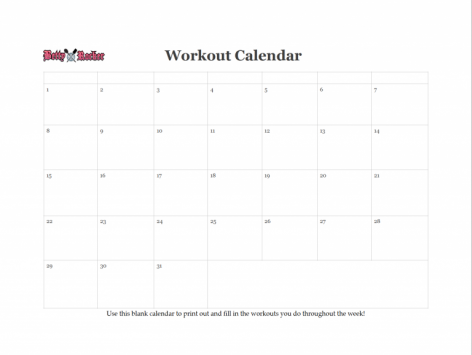 Betty Rocker
Workout Calendar
1 2 3 4 5 6 7
8 9 10 11 12 13 14
15 16 17 18 19 20 21
22 23 24 25 26 27 28
29 30 31
Use this blank calendar to print out and fill in the workouts you do throughout the week!